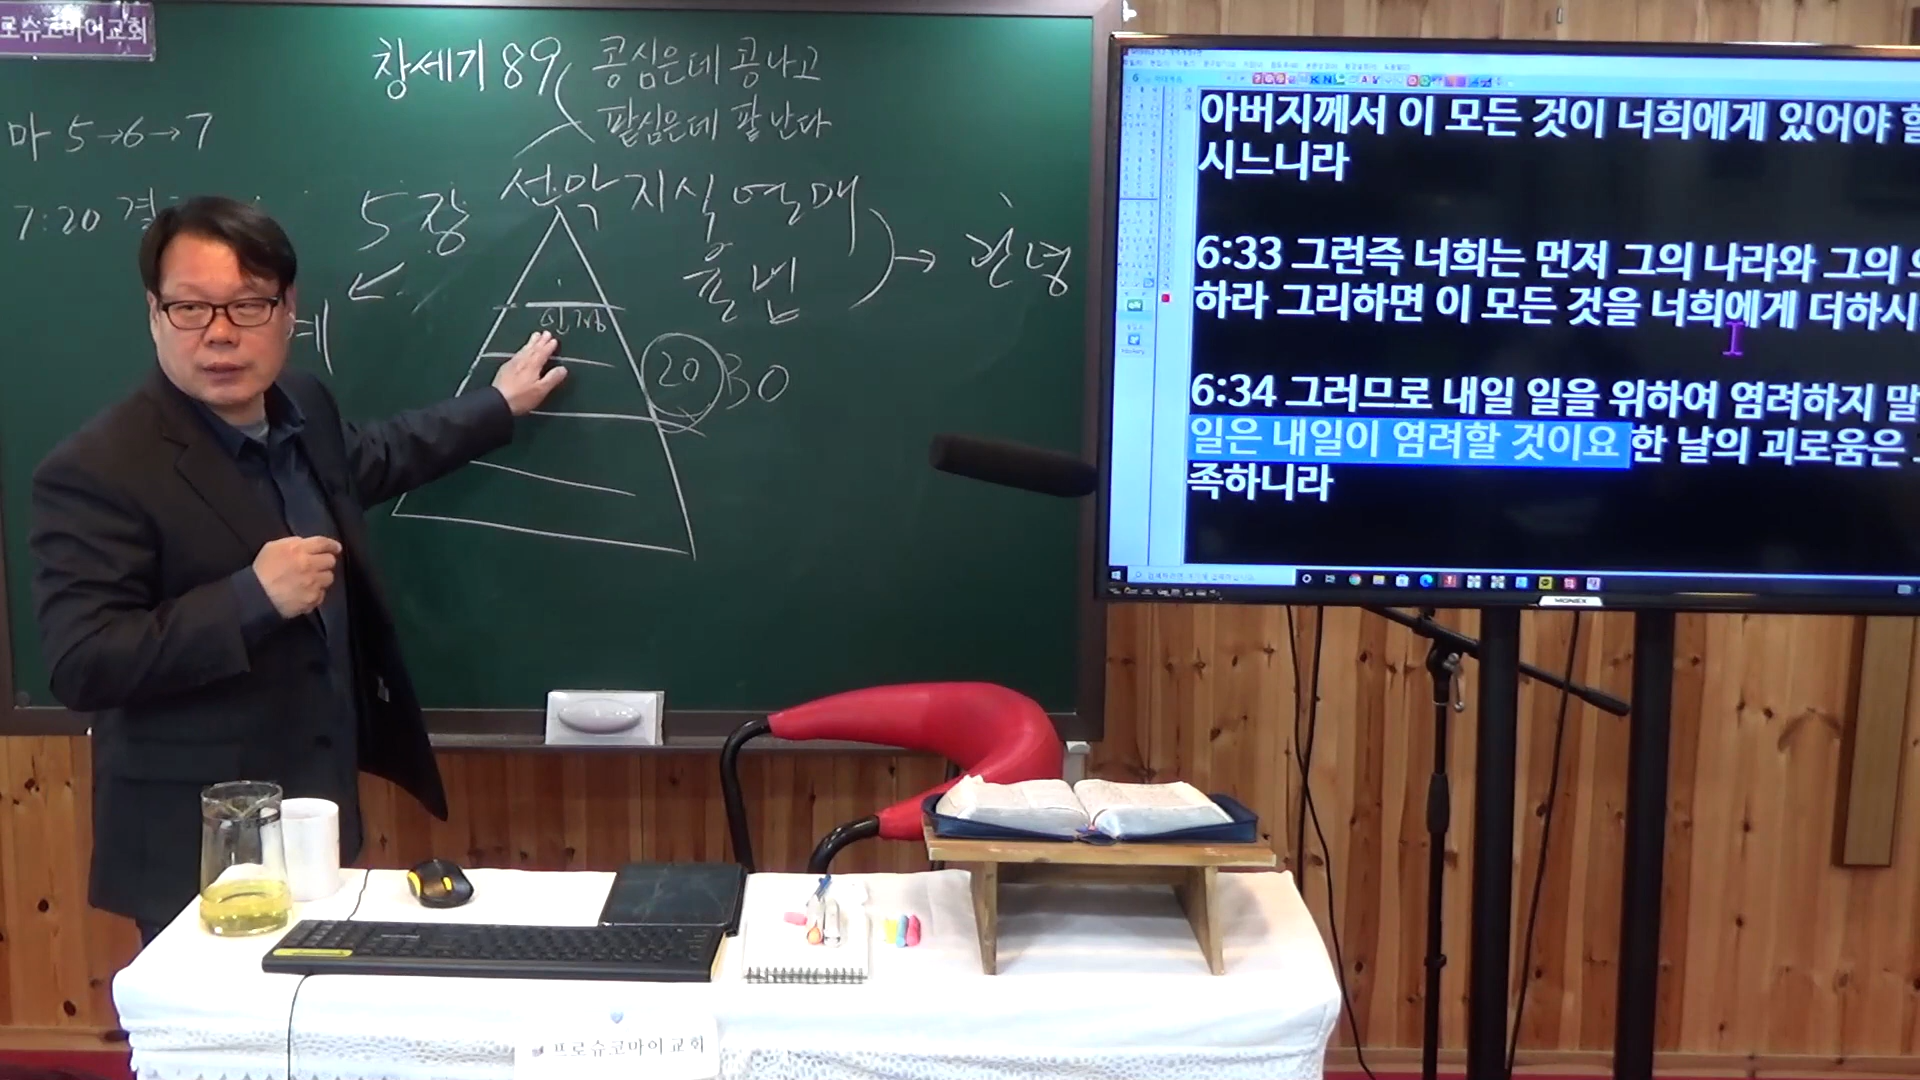 로슈코마이교회
창세기 89
콩심은데 콩나고
팥심은데 팥난다
마 5→6→7
7:20
5장
선악지식열매
율법
→
인정
20
30
아버지께서 이 모든 것이 너희에게 있어야 할
시느니라
6:33 그런즉 너희는 먼저 그의 나라와 그의
하라 그리하면 이 모든 것을 너희에게 더하시
6:34 그러므로 내일 일을 위하여 염려하지 말
일은 내일이 염려할 것이요 한 날의 괴로움은
족하니라
프로슈코마이교회